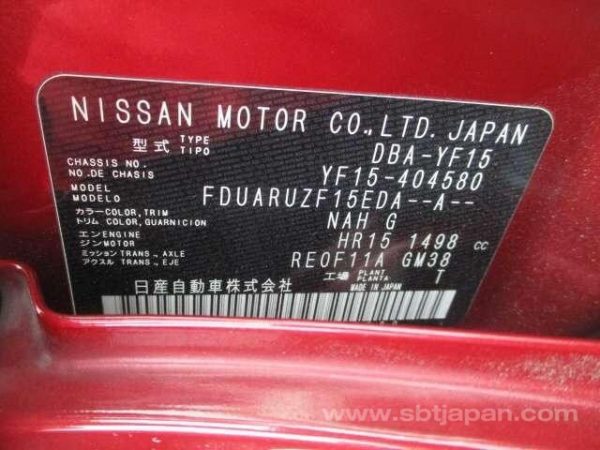 NISSAN MOTOR CO.,LTD. JAPAN
型式 TYPE TIPO DBA-YF15
CHASSIS NO. NO.DE CHASIS YF15-404580
MODEL MODELO FDUARUZF15EDA--A--
カラー COLOR, TRIM
トリム COLOR, GUARNICION NAH G
エンジン ENGINE MOTOR HR15 1498 cc
ミッション TRANS., AXLE
アクスル TRANS., EJE RE0F11A GM38
工場 PLANT PLANTA T
日産自動車株式会社 MADE IN JAPAN
www.sbtjapan.com